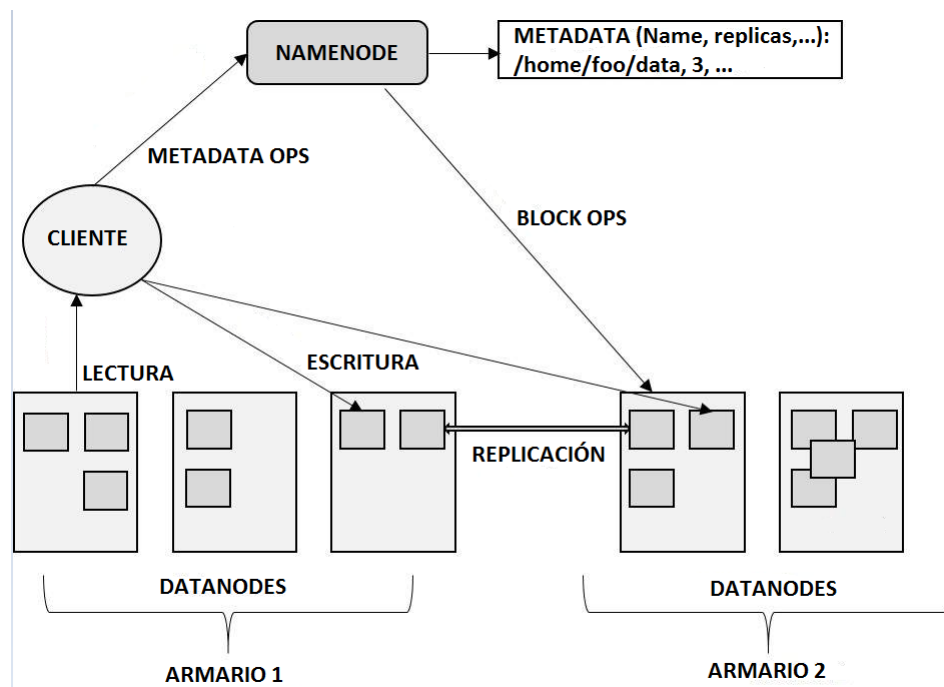 NAMENODE
METADATA (Name, replicas,...):
/home/foo/data, 3, ...
METADATA OPS
BLOCK OPS
CLIENTE
LECTURA
ESCRITURA
REPLICACIÓN
DATANODES
DATANODES
ARMARIO 1
ARMARIO 2